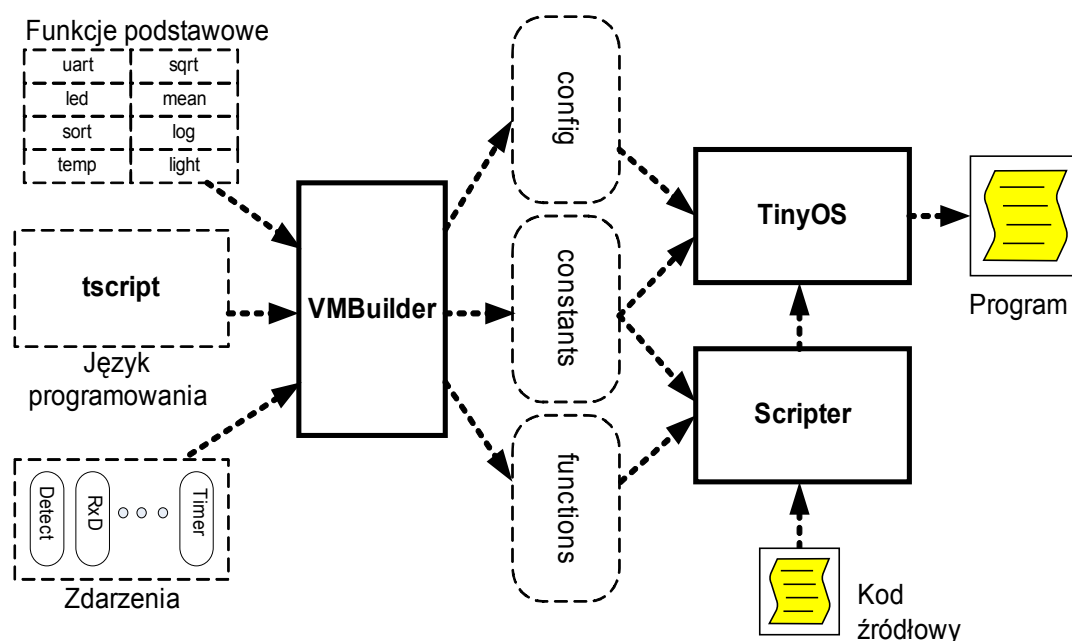 Funkcje podstawowe
uart sqrt
led mean
sort log
temp light
tscript
Język
programowania
Detect
RxD
Timer
Zdarzenia
VMBuilder
config
constants
functions
TinyOS
Scripter
Program
Kod
źródłowy